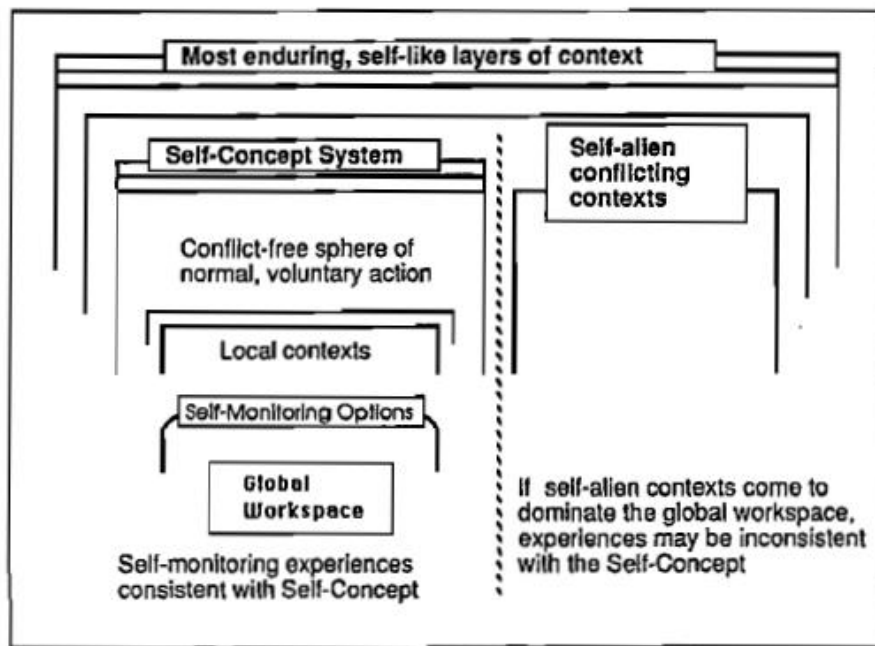 Most enduring, self-like layers of context
Self-Concept System
Conflict-free sphere of
normal, voluntary action
Local contexts
Self-Monitoring Options
Global
Workspace
Self-monitoring experiences
consistent with Self-Concept
Self-alien
conflicting
contexts
If self-alien contexts come to
dominate the global workspace,
experiences may be inconsistent
with the Self-Concept